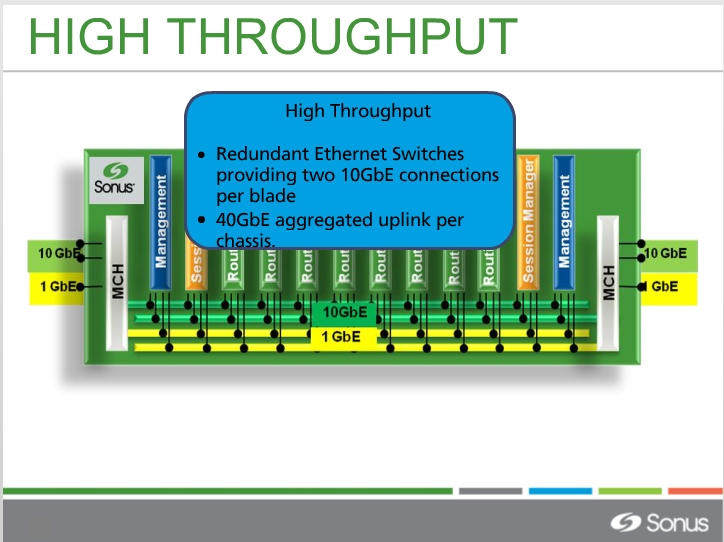 HIGH THROUGHPUT
High Throughput
• Redundant Ethernet Switches
providing two 10GbE connections
per blade
• 40GbE aggregated uplink per
chassis.
Sonus
Management
Session Manager
Management
MCH
MCH
10 GbE
1 GbE
10 GbE
1 GbE
10GbE
1 GbE
Sonus